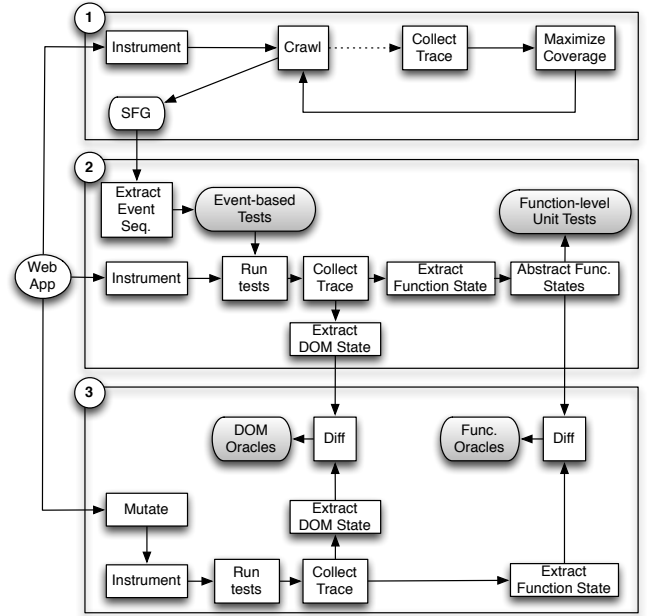 1
Instrument
Crawl
Collect
Trace
Maximize
Coverage
SFG
2
Extract
Event
Seq.
Event-based
Tests
Function-level
Unit Tests
Web
App
Instrument
Run
tests
Collect
Trace
Extract
Function State
Abstract Func.
States
Extract
DOM State
3
DOM
Oracles
Diff
Func.
Oracles
Diff
Mutate
Extract
DOM State
Instrument
Run
tests
Collect
Trace
Extract
Function State